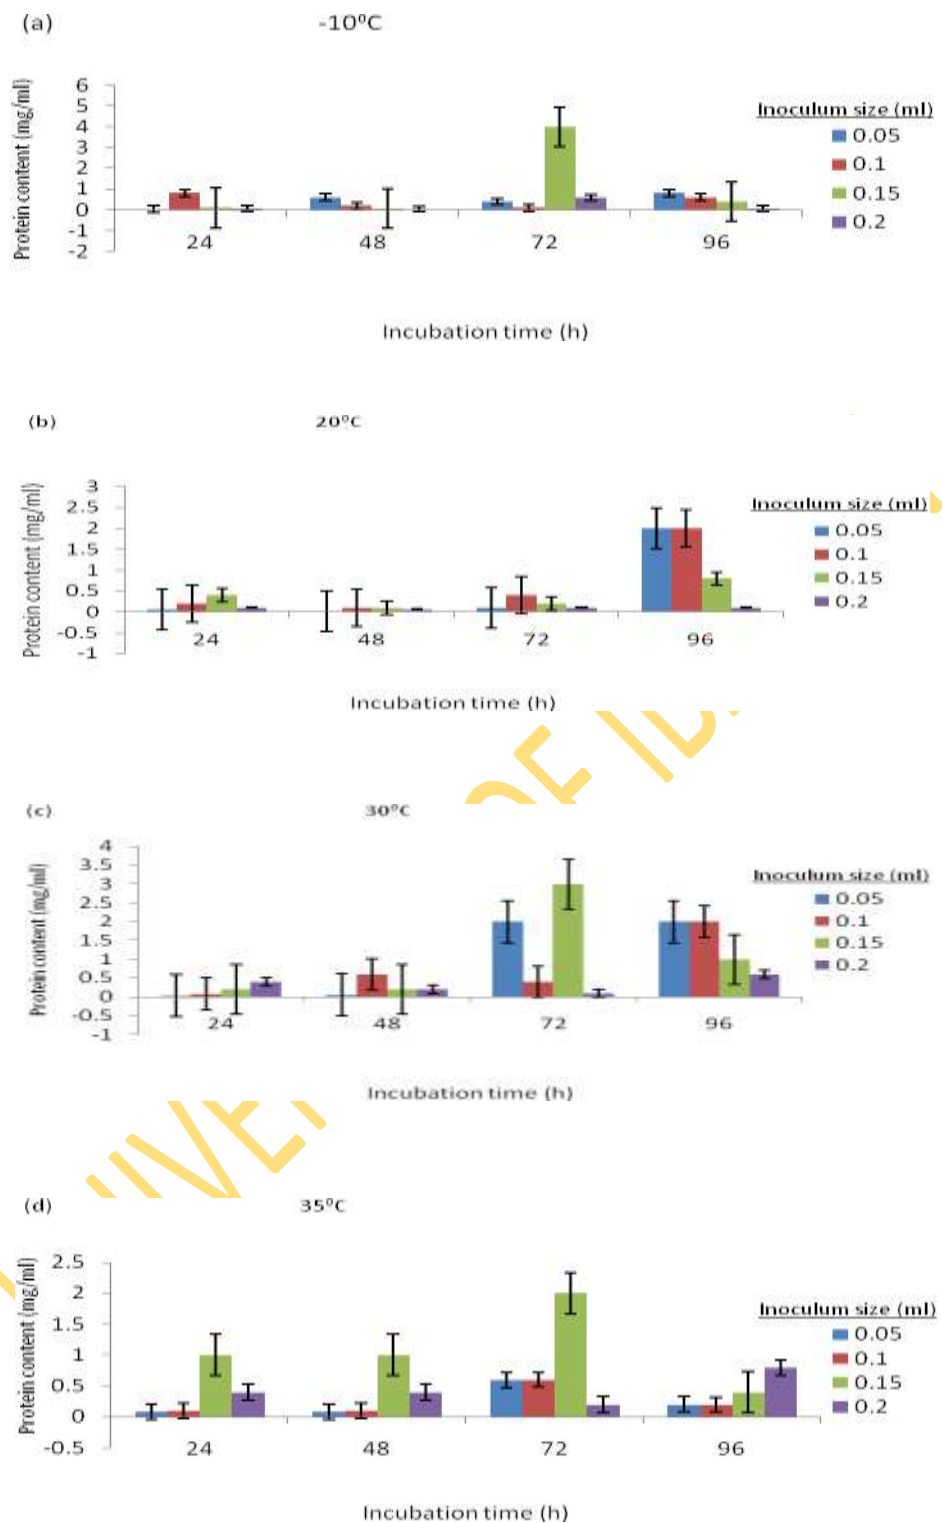 (a)
-10⁰C
Protein content (mg/ml)
6
5
4
3
2
1
0
-1
-2
24 48 72 96
Incubation time (h)
Inoculum size (ml)
0.05
0.1
0.15
0.2
(b)
20⁰C
Protein content (mg/ml)
3
2.5
2
1.5
1
0.5
0
-0.5
-1
24 48 72 96
Incubation time (h)
Inoculum size (ml)
0.05
0.1
0.15
0.2
(c)
30⁰C
Protein content (mg/ml)
4
3.5
3
2.5
2
1.5
1
0.5
0
-0.5
-1
24 48 72 96
Incubation time (h)
Inoculum size (ml)
0.05
0.1
0.15
0.2
(d)
35⁰C
Protein content (mg/ml)
2.5
2
1.5
1
0.5
0
-0.5
24 48 72 96
Incubation time (h)
Inoculum size (ml)
0.05
0.1
0.15
0.2